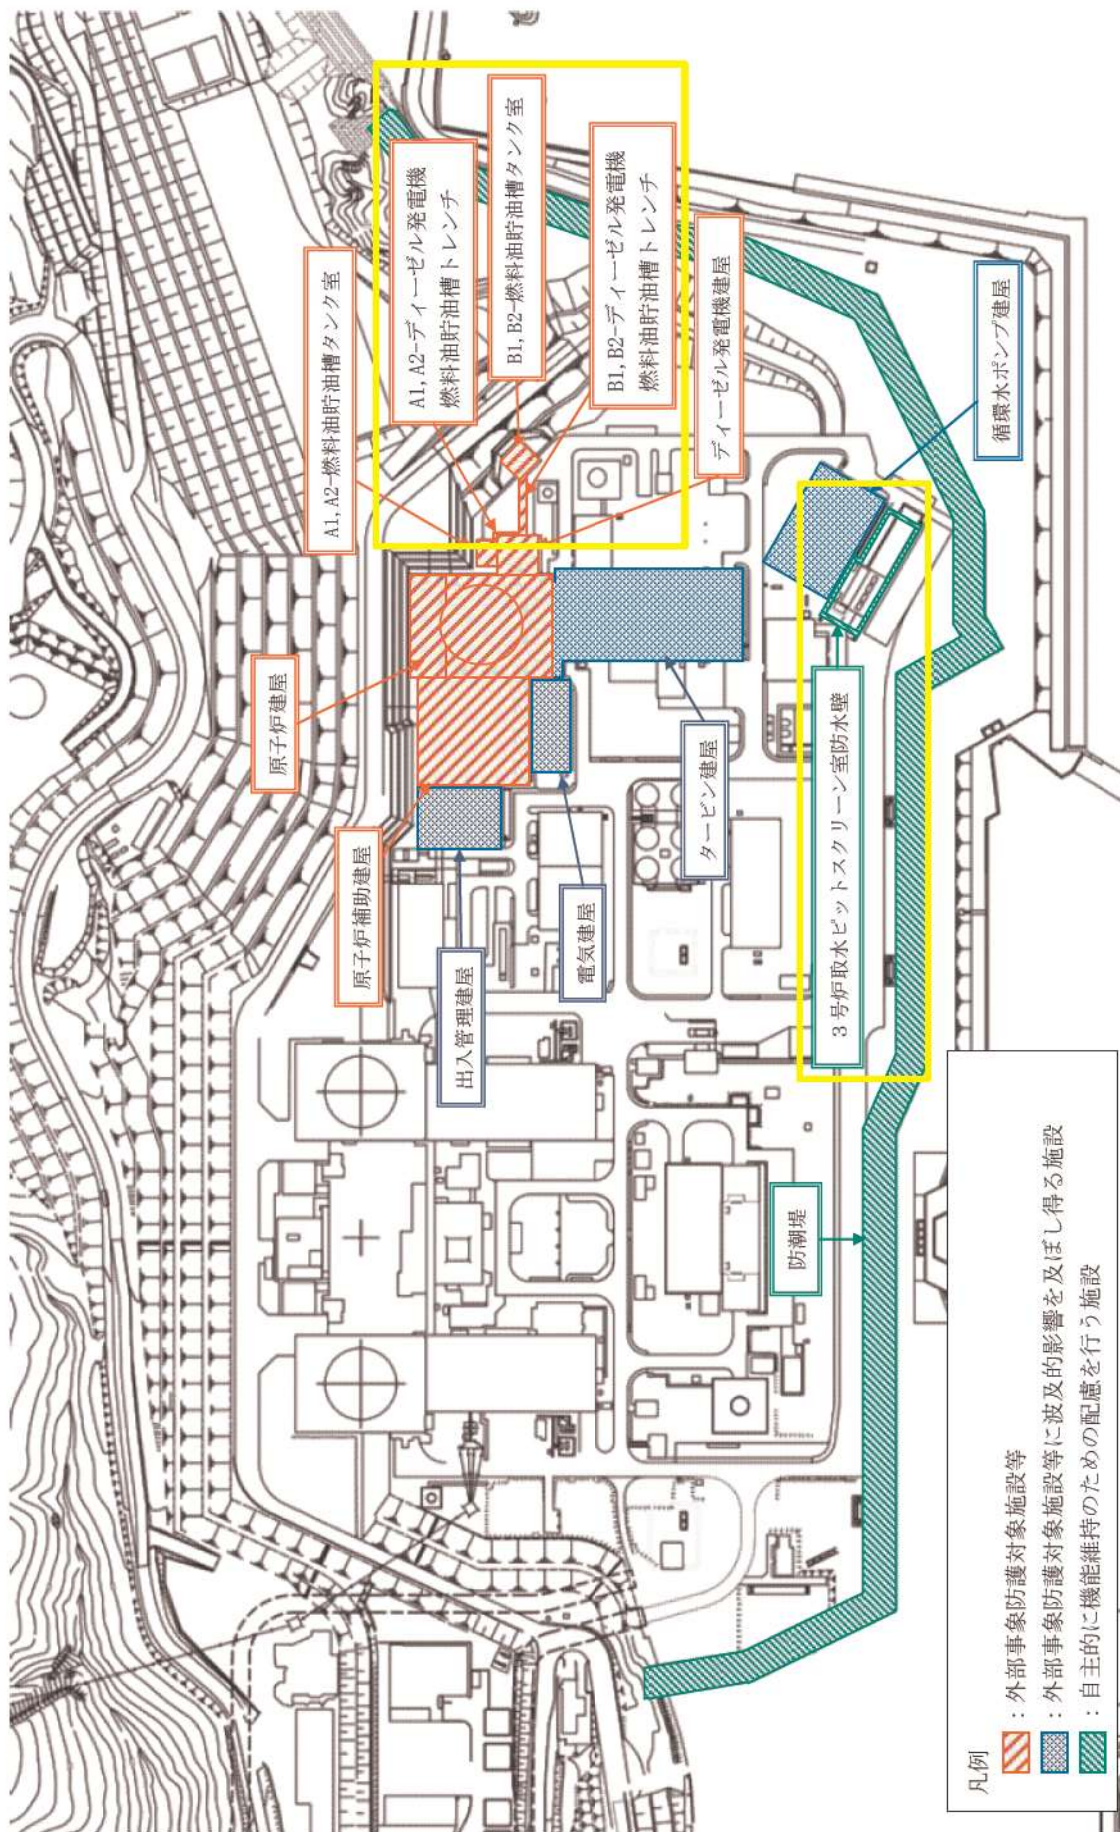 A1, A2-燃料油貯油槽タンク室
A1, A2-ディーゼル発電機
燃料油貯油槽トレンチ
B1, B2-燃料油貯油槽タンク室
B1, B2-ディーゼル発電機
燃料油貯油槽トレンチ
ディーゼル発電機建屋
循環水ポンプ建屋
原子炉建屋
原子炉補助建屋
出入管理建屋
電気建屋
タービン建屋
3号炉取水ピットスクリーン室防水壁
防潮堤
凡例
：外部事象防護対象施設等
：外部事象防護対象施設等に波及的影響を及ぼし得る施設
：自主的に機能維持のための配慮を行う施設